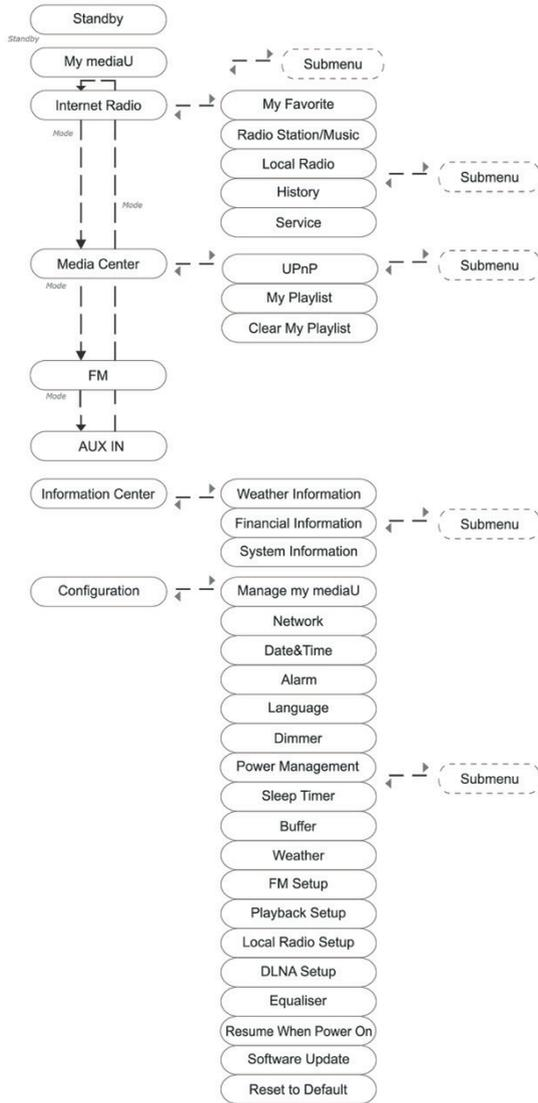 Standby
Standby
My mediaU
Submenu
Internet Radio
My Favorite
Mode
Radio Station/Music
Local Radio
History
Submenu
Mode
Service
Media Center
UPnP
Submenu
Mode
My Playlist
Clear My Playlist
FM
Mode
AUX IN
Information Center
Weather Information
Financial Information
Submenu
System Information
Configuration
Manage my mediaU
Network
Date&Time
Alarm
Language
Dimmer
Power Management
Submenu
Sleep Timer
Buffer
Weather
FM Setup
Playback Setup
Local Radio Setup
DLNA Setup
Equaliser
Resume When Power On
Software Update
Reset to Default